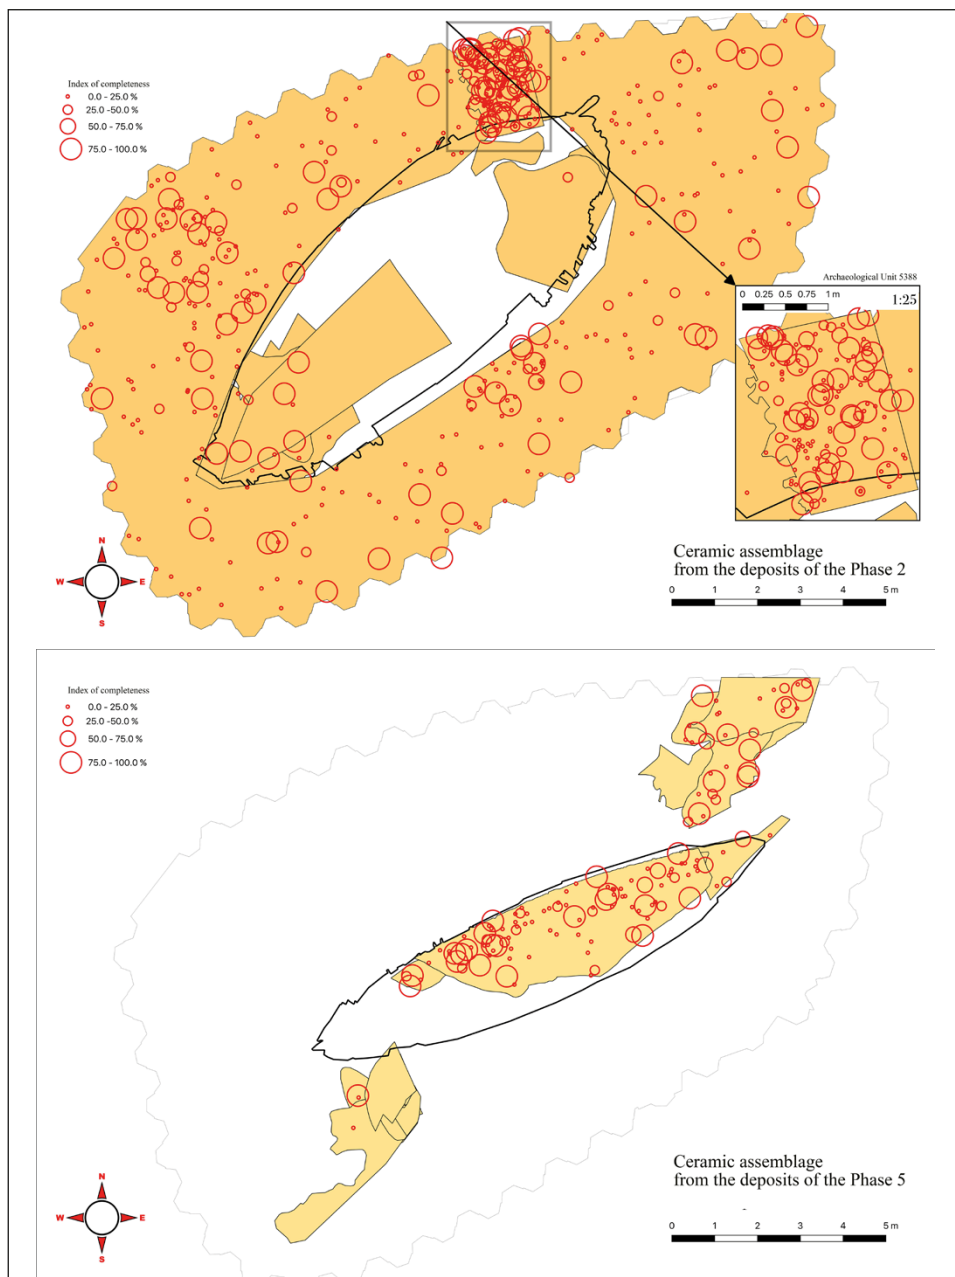 Index of completeness
0.0 - 25.0 %
25.0 -50.0 %
50.0 - 75.0 %
75.0 - 100.0 %
Archaeological Unit 5388
0 0.25 0.5 0.75 1 m
1:25
N
W E
S
Ceramic assemblage
from the deposits of the Phase 2
0 1 2 3 4 5 m
Index of completeness
0.0 - 25.0 %
25.0 -50.0 %
50.0 - 75.0 %
75.0 - 100.0 %
N
W E
S
Ceramic assemblage
from the deposits of the Phase 5
0 1 2 3 4 5 m